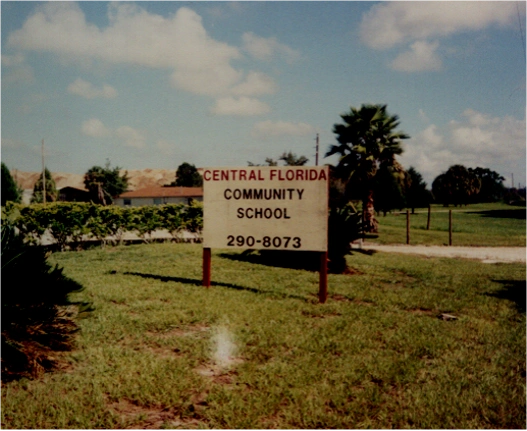 CENTRAL FLORIDA
COMMUNITY
SCHOOL
290-8073